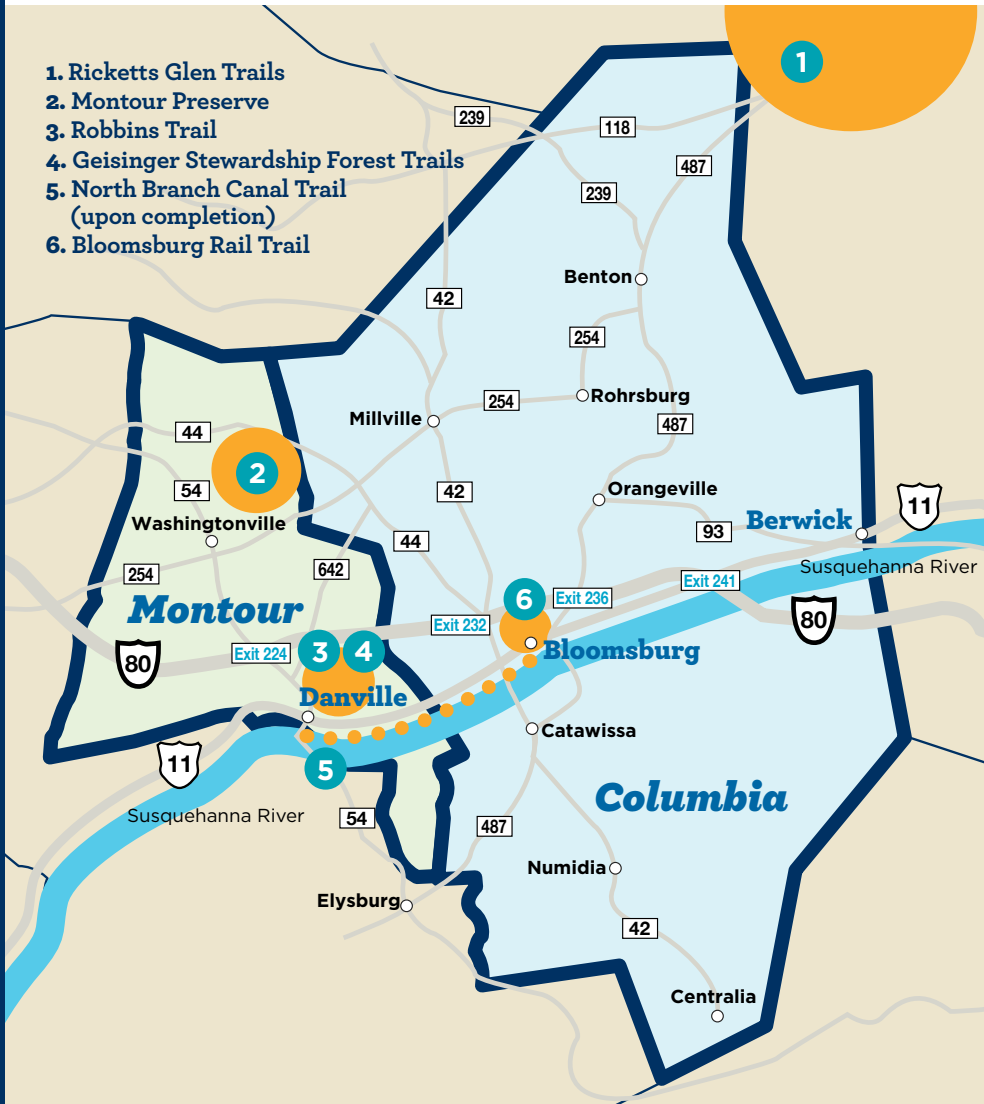 1. Ricketts Glen Trails
2. Montour Preserve
3. Robbins Trail
4. Geisinger Stewardship Forest Trails
5. North Branch Canal Trail
(upon completion)
6. Bloomsburg Rail Trail
1
239
118
487
239
Benton
42
254
Rohrsburg
254
Millville
487
44
2
54
42
Orangeville
11
Washingtonville
Berwick
93
44
Susquehanna River
254
642
Exit 241
Montour
6
Exit 236
80
Exit 232
80
Exit 224
3
4
Bloomsburg
Danville
Catawissa
11
5
Columbia
Susquehanna River
54
487
Numidia
Elysburg
42
Centralia